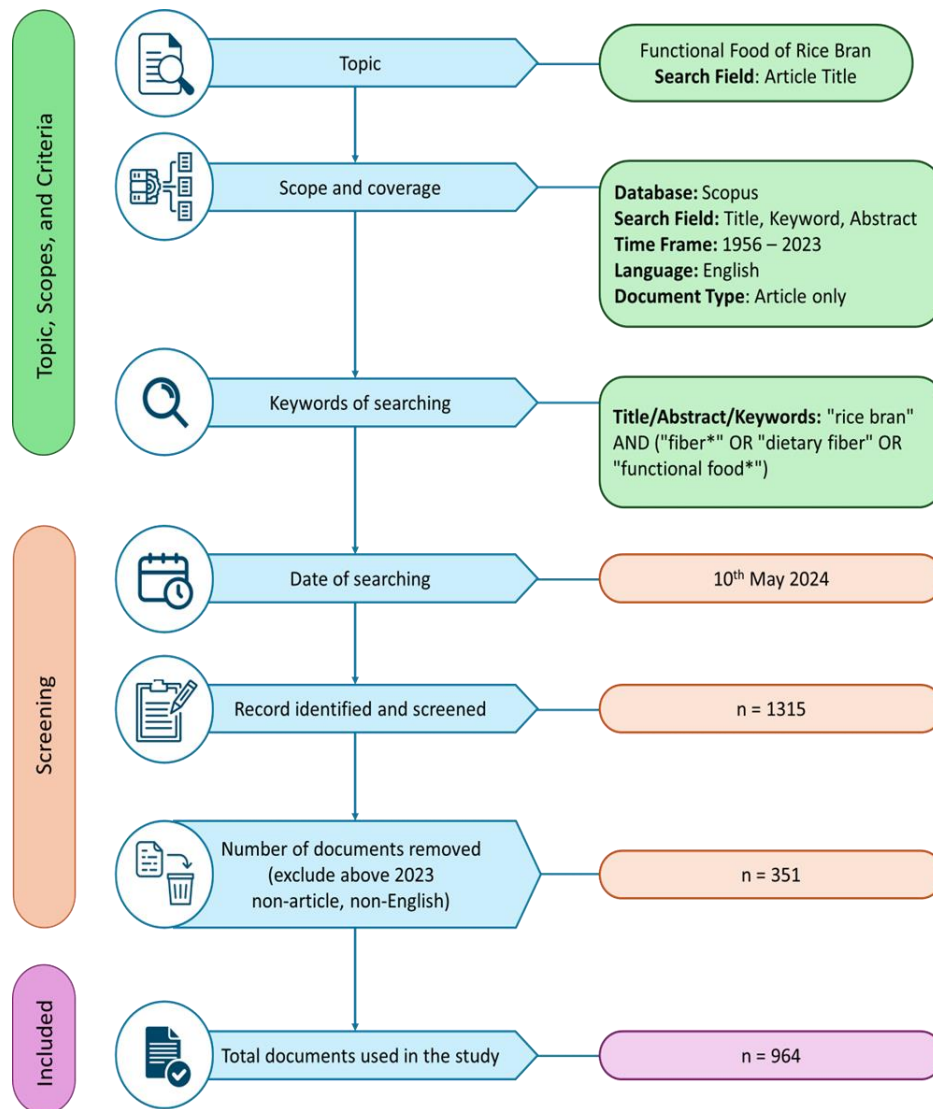 Topic, Scopes, and Criteria
Topic
Functional Food of Rice Bran
Search Field: Article Title
Scope and coverage
Database: Scopus
Search Field: Title, Keyword, Abstract
Time Frame: 1956 – 2023
Language: English
Document Type: Article only
Keywords of searching
Title/Abstract/Keywords: "rice bran"
AND ("fiber*" OR "dietary fiber" OR
"functional food*")
Screening
Date of searching
10th May 2024
Record identified and screened
n = 1315
Number of documents removed
(exclude above 2023
non-article, non-English)
n = 351
Included
Total documents used in the study
n = 964